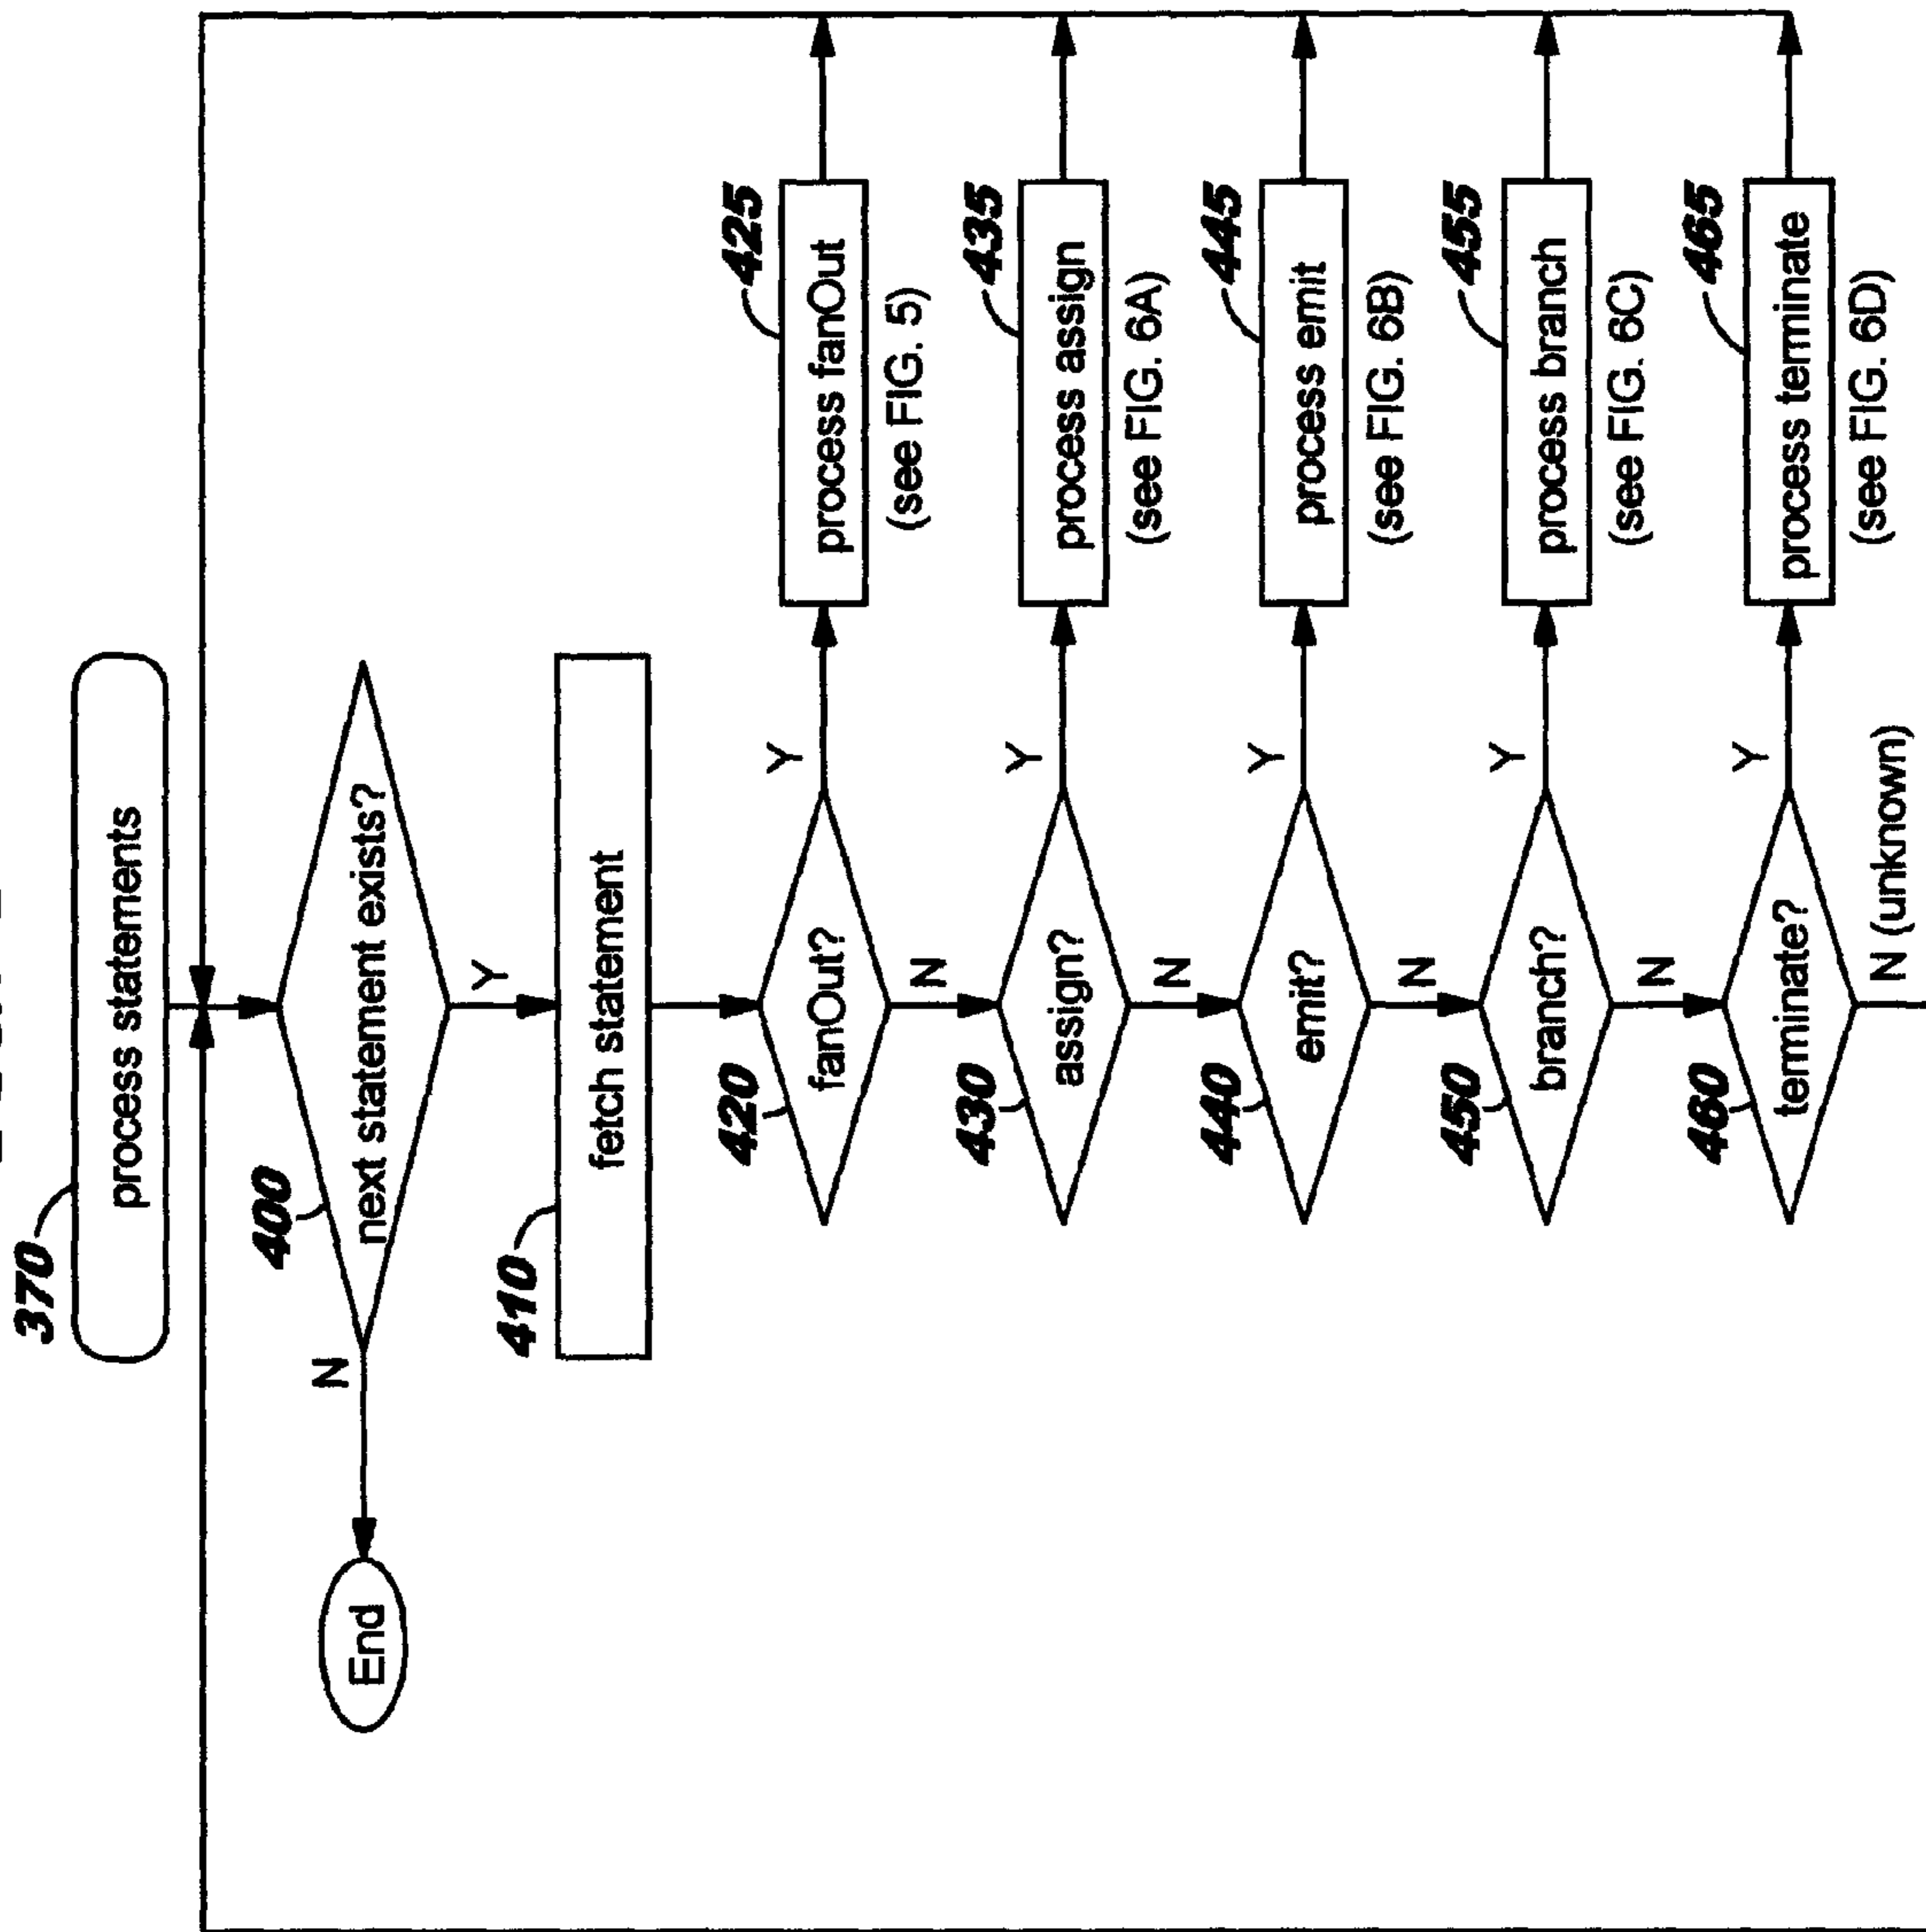 370
process statements
400
next statement exists?
N
End
Y
410
fetch statement
420
fanOut?
Y
425
process fanOut
(see FIG. 5)
N
430
assign?
Y
435
process assign
(see FIG. 6A)
N
440
emit?
Y
445
process emit
(see FIG. 6B)
N
450
branch?
Y
455
process branch
(see FIG. 6C)
N
460
terminate?
Y
465
process terminate
(see FIG. 6D)
N (unknown)